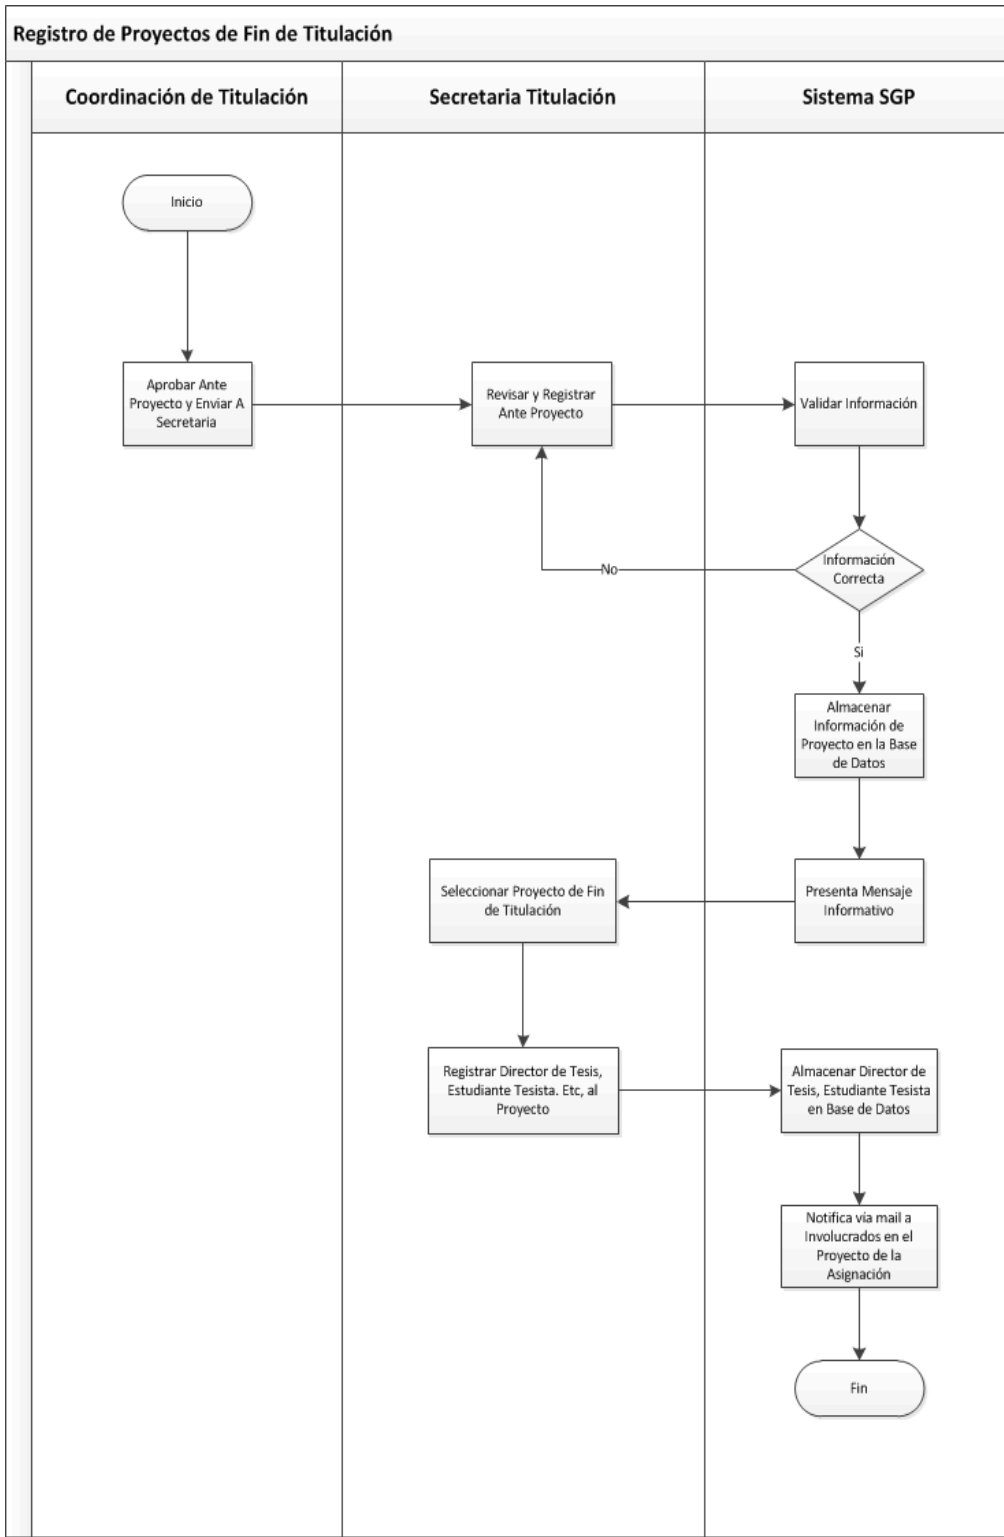 Registro de Proyectos de Fin de Titulación
Coordinación de Titulación
Secretaria Titulación
Sistema SGP
Inicio
Aprobar Ante
Proyecto y Enviar A
Secretaria
Revisar y Registrar
Ante Proyecto
Validar Información
Información
Correcta
No
Si
Almacenar
Información de
Proyecto en la Base
de Datos
Seleccionar Proyecto de Fin
de Titulación
Presenta Mensaje
Informativo
Registrar Director de Tesis,
Estudiante Tesista. Etc, al
Proyecto
Almacenar Director de
Tesis, Estudiante Tesista
en Base de Datos
Notifica vía mail a
Involucrados en el
Proyecto de la
Asignación
Fin